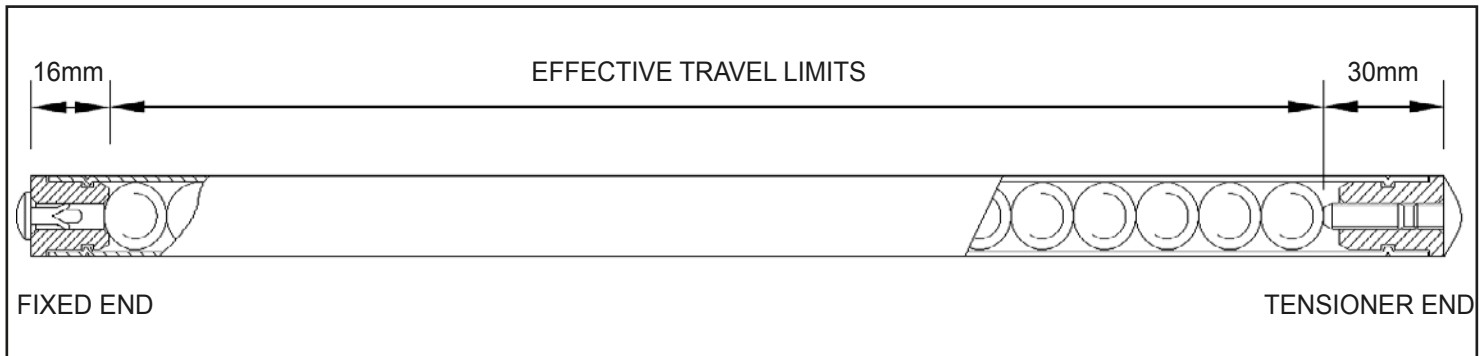 16mm EFFECTIVE TRAVEL LIMITS 30mm
FIXED END TENSIONER END